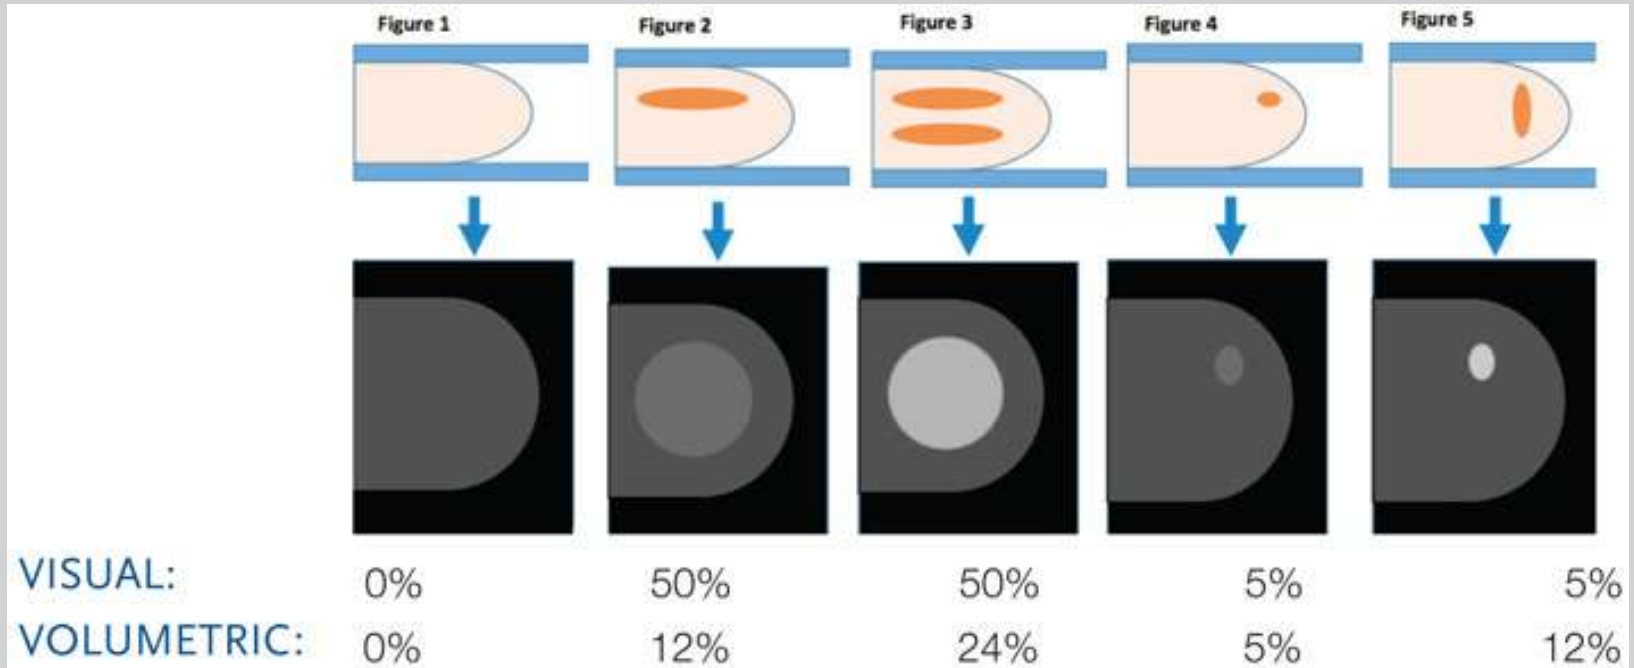 Figure 1 Figure 2 Figure 3 Figure 4 Figure 5
VISUAL: 0% 50% 50% 5% 5%
VOLUMETRIC: 0% 12% 24% 5% 12%